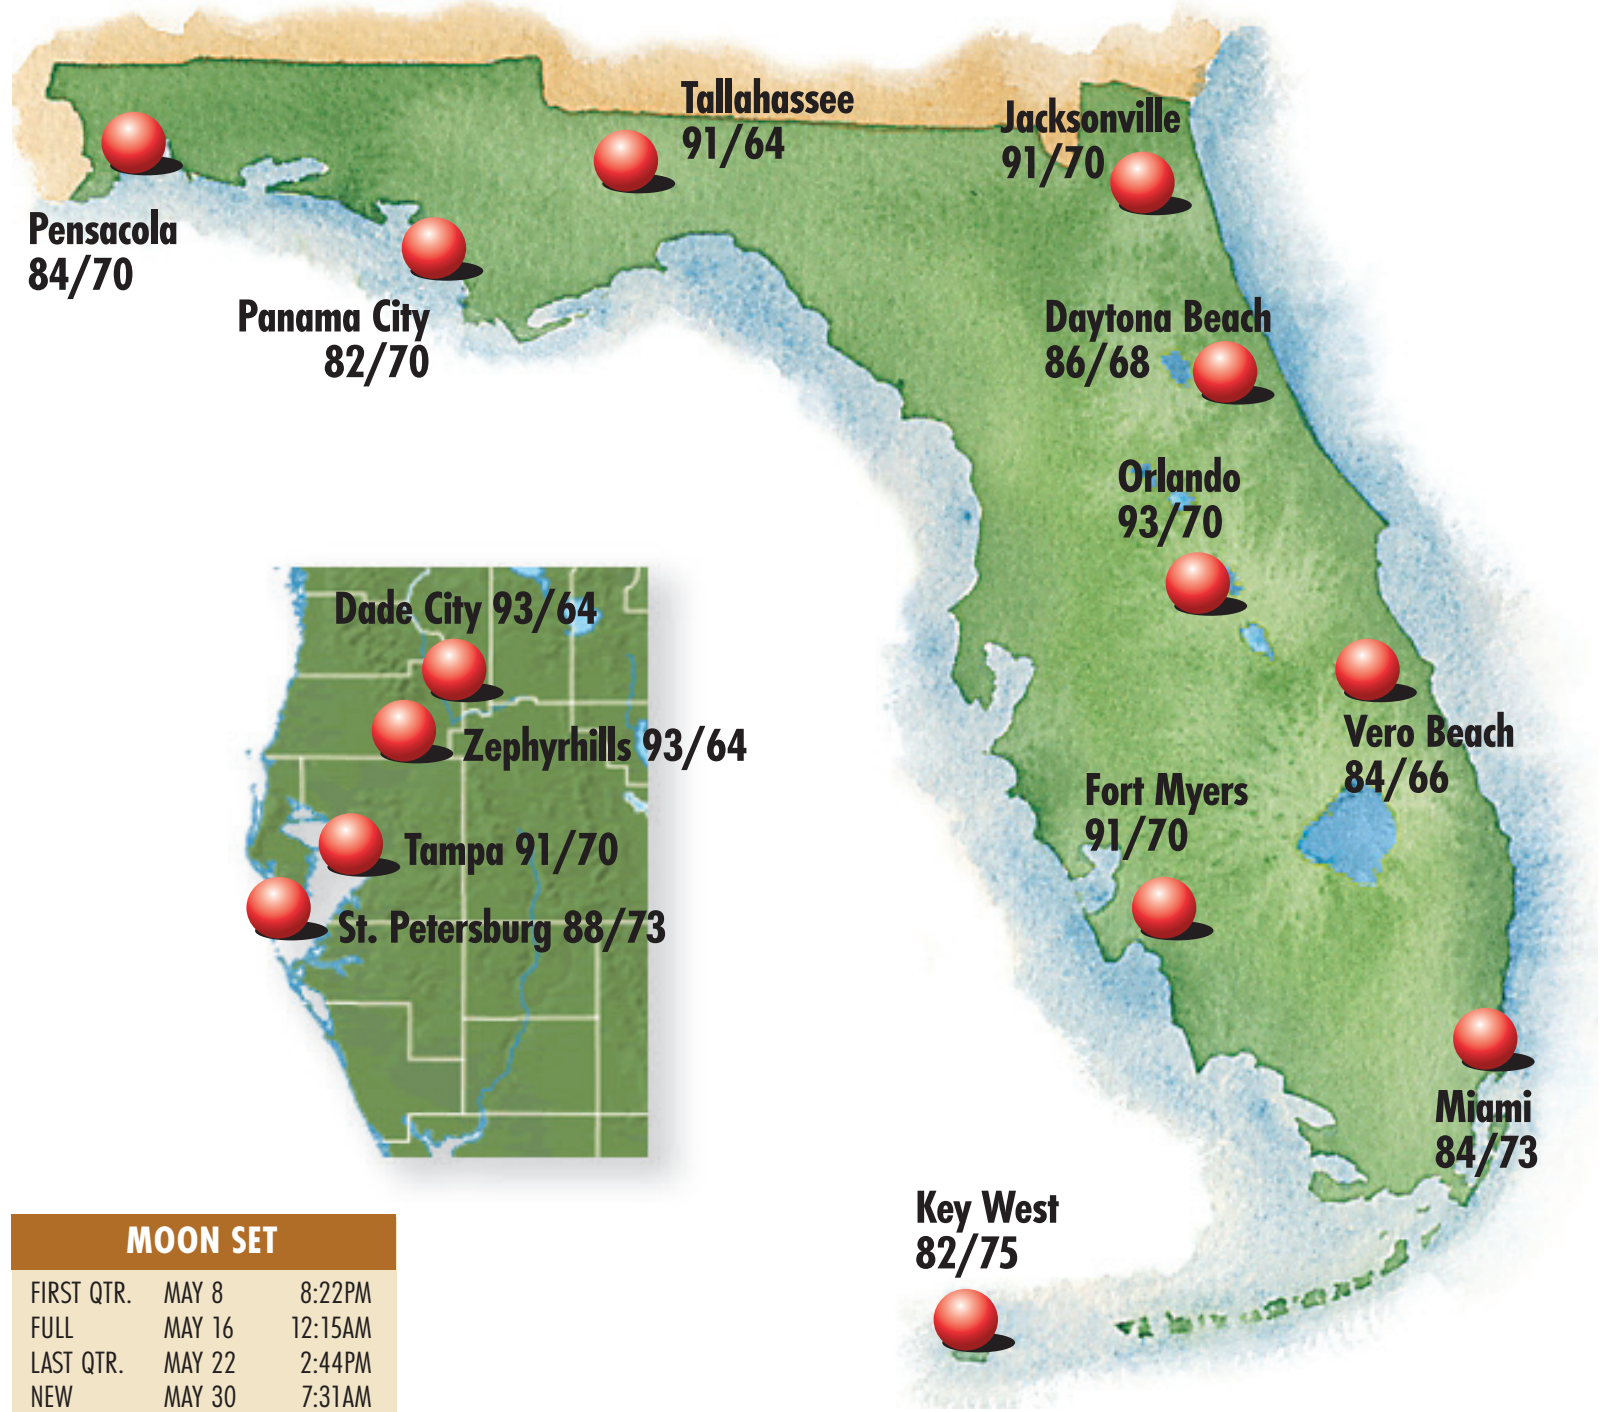 Tallahassee
91/64
Jacksonville
91/70
Pensacola
84/70
Panama City
82/70
Daytona Beach
86/68
Orlando
93/70
Dade City 93/64
Zephyrhills 93/64
Vero Beach
84/66
Fort Myers
91/70
Tampa 91/70
St. Petersburg 88/73
Miami
84/73
Key West
82/75
MOON SET
FIRST QTR. MAY 8 8:22PM
FULL MAY 16 12:15AM
LAST QTR. MAY 22 2:44PM
NEW MAY 30 7:31AM